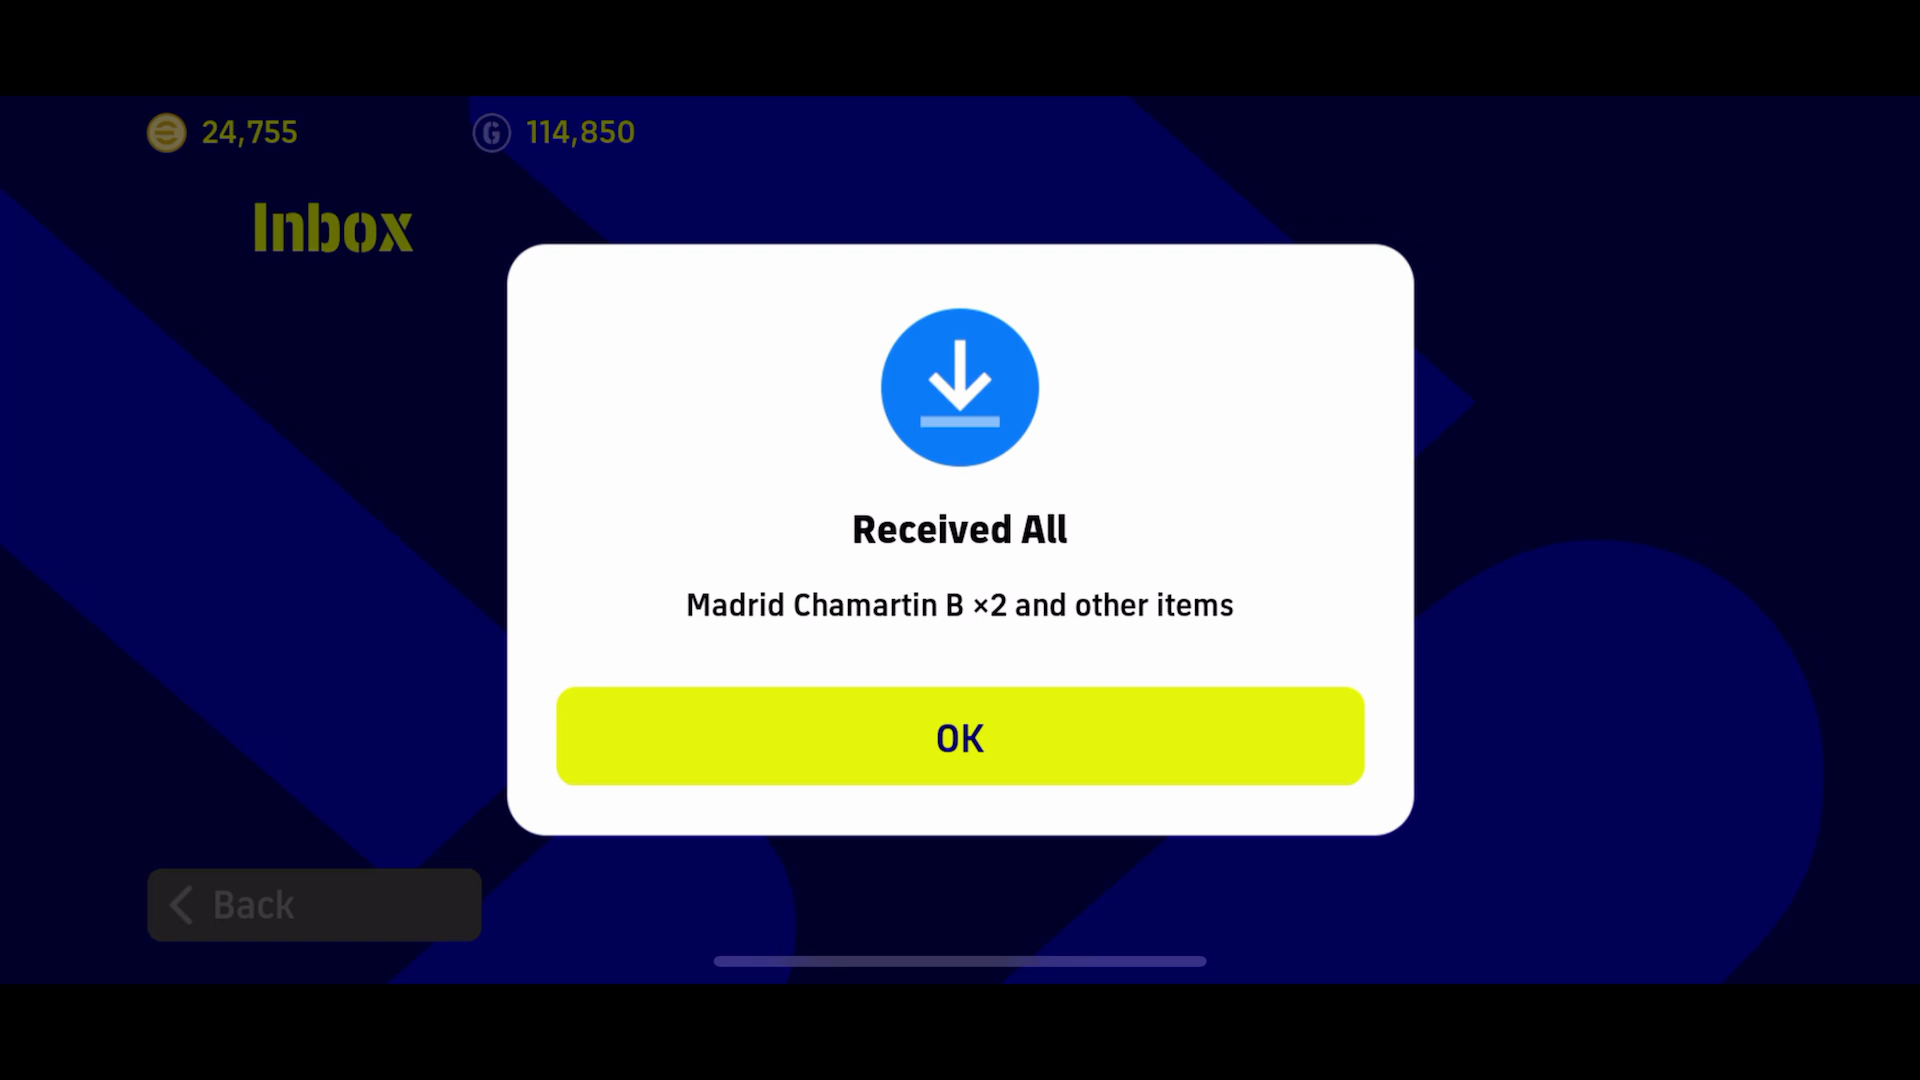 24,755
114,850
Inbox
Received All
Madrid Chamartin B ×2 and other items
OK
Back